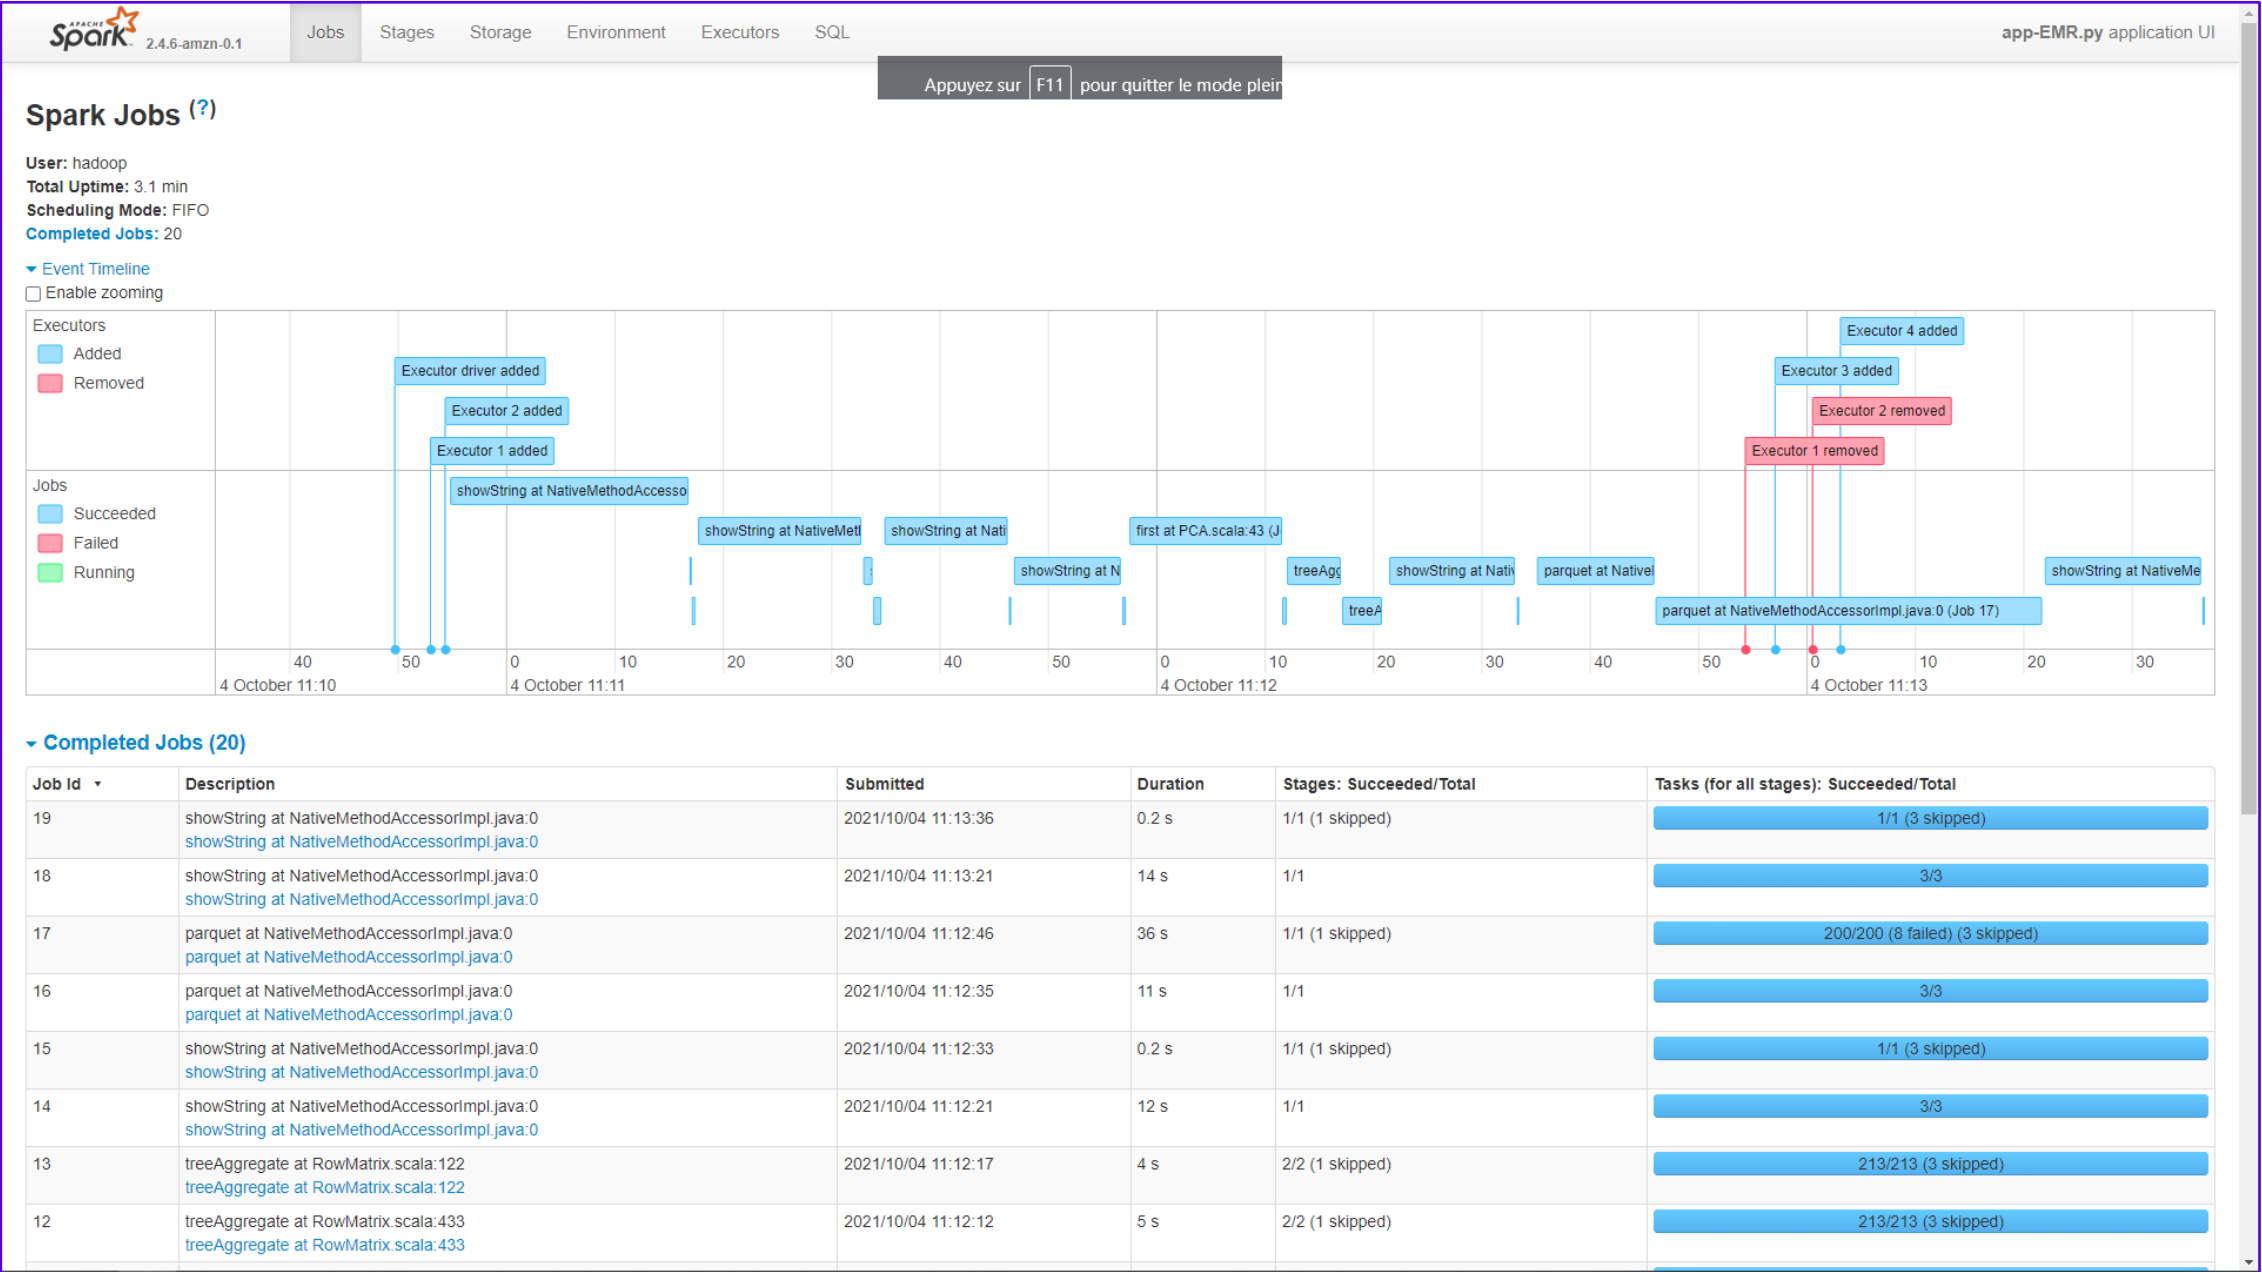 APACHE
Spark 2.4.6-amzn-0.1 Jobs Stages Storage Environment Executors SQL app-EMR.py application UI
Appuyez sur F11 pour quitter le mode plein
Spark Jobs (?)
User: hadoop
Total Uptime: 3.1 min
Scheduling Mode: FIFO
Completed Jobs: 20
Event Timeline
Enable zooming
Executors
Added
Removed
Executor 4 added
Executor driver added
Executor 3 added
Executor 2 added
Executor 2 removed
Executor 1 added
Executor 1 removed
Jobs
Succeeded
Failed
Running
showString at NativeMethodAccesso
showString at NativeMet
showString at Nati
first at PCA.scala:43 (J
showString at N
treeAgg
showString at Nativ
parquet at Native
showString at NativeMe
treeA
parquet at NativeMethodAccessorImpl.java:0 (Job 17)
40 50 0 10 20 30 40 50 0 10 20 30 40 50 0 10 20 30
4 October 11:10 4 October 11:11 4 October 11:12 4 October 11:13
Completed Jobs (20)
Job Id Description Submitted Duration Stages: Succeeded/Total Tasks (for all stages): Succeeded/Total
19 showString at NativeMethodAccessorImpl.java:0 2021/10/04 11:13:36 0.2 s 1/1 (1 skipped) 1/1 (3 skipped)
showString at NativeMethodAccessorImpl.java:0
18 showString at NativeMethodAccessorImpl.java:0 2021/10/04 11:13:21 14 s 1/1 3/3
showString at NativeMethodAccessorImpl.java:0
17 parquet at NativeMethodAccessorImpl.java:0 2021/10/04 11:12:46 36 s 1/1 (1 skipped) 200/200 (8 failed) (3 skipped)
parquet at NativeMethodAccessorImpl.java:0
16 parquet at NativeMethodAccessorImpl.java:0 2021/10/04 11:12:35 11 s 1/1 3/3
parquet at NativeMethodAccessorImpl.java:0
15 showString at NativeMethodAccessorImpl.java:0 2021/10/04 11:12:33 0.2 s 1/1 (1 skipped) 1/1 (3 skipped)
showString at NativeMethodAccessorImpl.java:0
14 showString at NativeMethodAccessorImpl.java:0 2021/10/04 11:12:21 12 s 1/1 3/3
showString at NativeMethodAccessorImpl.java:0
13 treeAggregate at RowMatrix.scala:122 2021/10/04 11:12:17 4 s 2/2 (1 skipped) 213/213 (3 skipped)
treeAggregate at RowMatrix.scala:122
12 treeAggregate at RowMatrix.scala:433 2021/10/04 11:12:12 5 s 2/2 (1 skipped) 213/213 (3 skipped)
treeAggregate at RowMatrix.scala:433